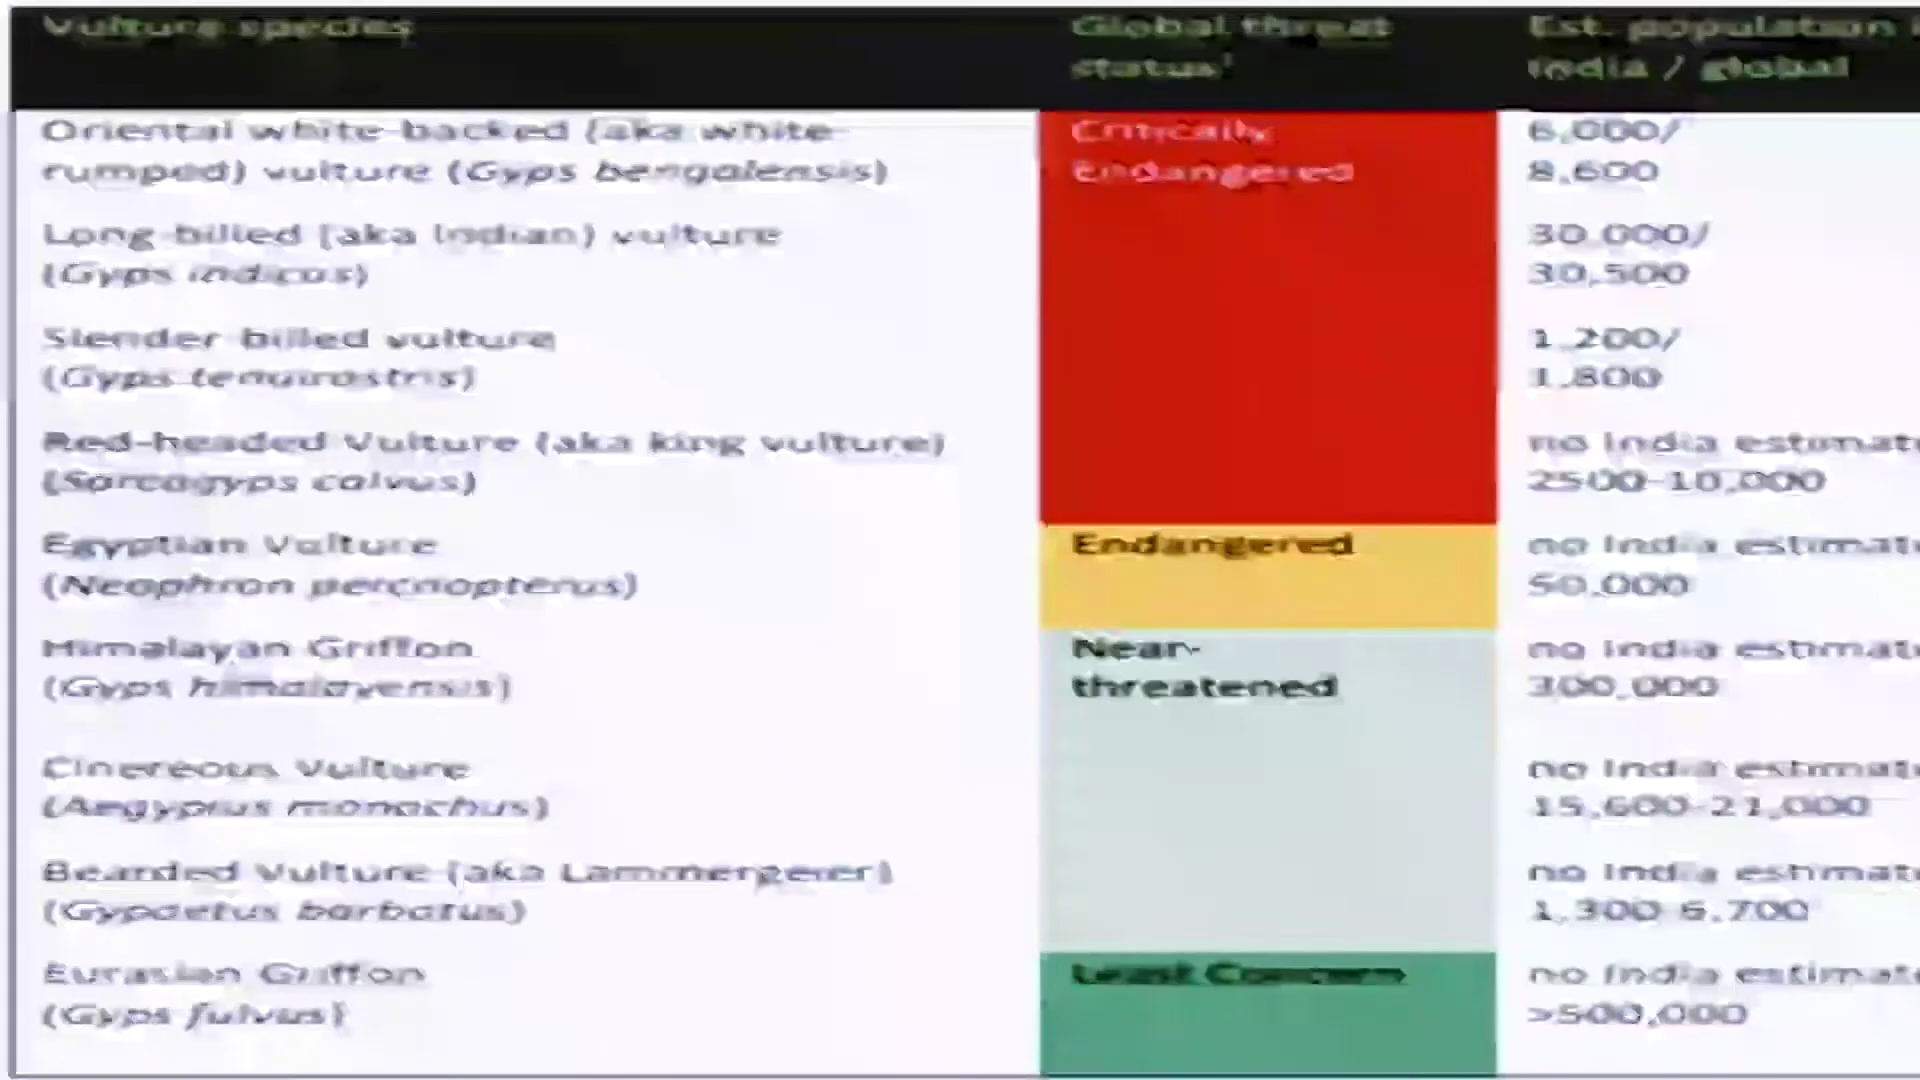 Vulture species
Global threat
status¹
Est. population
India / global
Oriental white-backed (aka white-
rumped) vulture (Gyps bengalensis)
Critically
Endangered
6,000/
8,600
Long-billed (aka Indian) vulture
(Gyps indicus)
30,000/
30,500
Slender-billed vulture
(Gyps tenuirostris)
1,200/
1,800
Red-headed Vulture (aka king vulture)
(Sarcogyps calvus)
no India estimate
2500-10,000
Egyptian Vulture
(Neophron percnopterus)
Endangered
no India estimate
50,000
Himalayan Griffon
(Gyps himalayensis)
Near-
threatened
no India estimate
300,000
Cinereous Vulture
(Aegypius monachus)
no India estimate
15,600-21,000
Bearded Vulture (aka Lammergeier)
(Gypaetus barbatus)
no India estimate
1,300-6,700
Eurasian Griffon
(Gyps fulvus)
Least Concern
no India estimate
>500,000